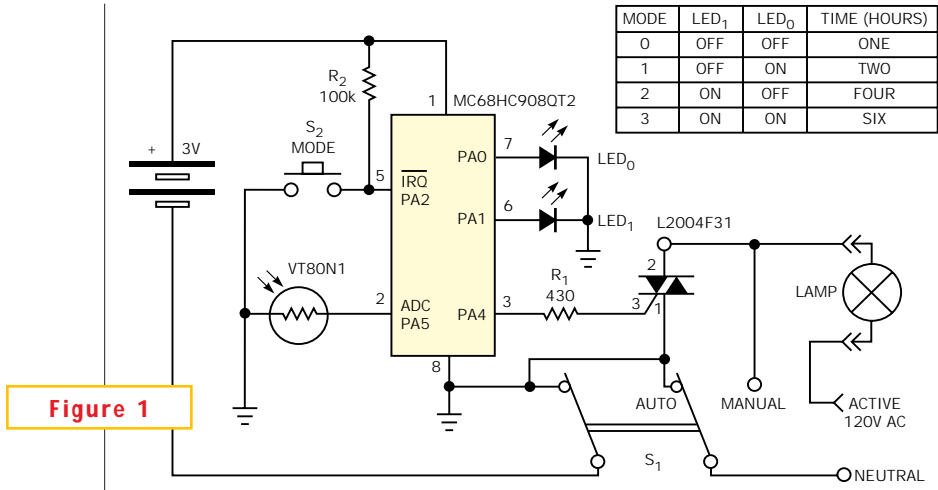 MODE LED1 LED0 TIME (HOURS)
0 OFF OFF ONE
1 OFF ON TWO
2 ON OFF FOUR
3 ON ON SIX
R2
100k
1 MC68HC908QT2
S2
MODE
+ 3V
5 IRQ
PA2
PA0 7
LED0
PA1 6
LED1
L2004F31
VT80N1
2 ADC
PA5
PA4 3
R1
430
2
3
1
LAMP
8
Figure 1
AUTO
MANUAL
ACTIVE
120V AC
S1
NEUTRAL